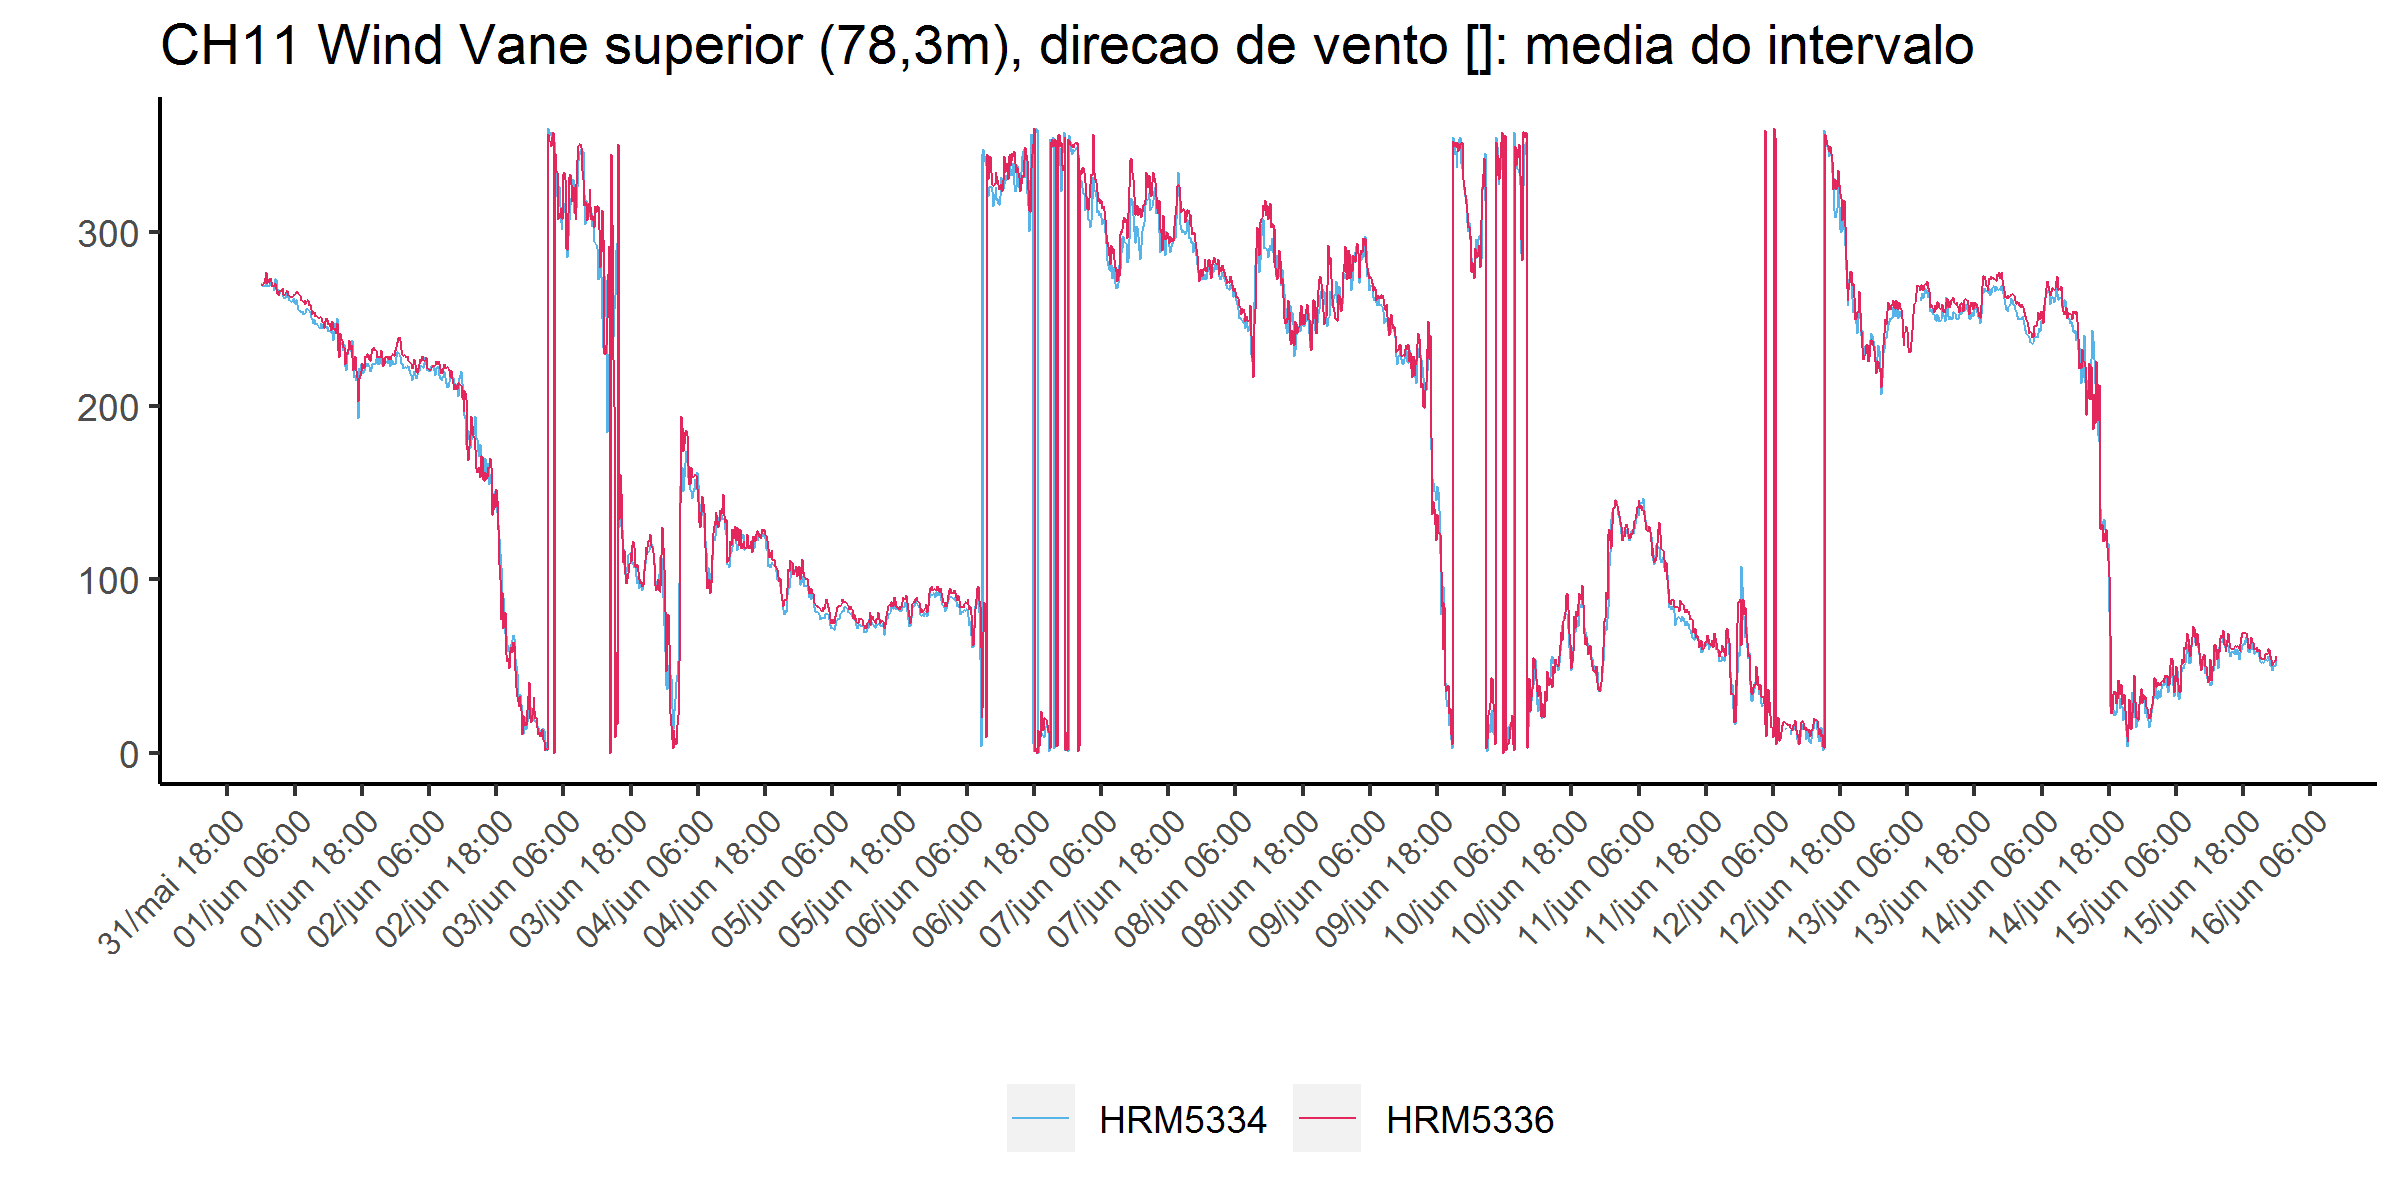 CH11 Wind Vane superior (78,3m), direcao de vento []: media do intervalo
300
200
100
0
31/mai 18:00
01/jun 06:00
01/jun 18:00
02/jun 06:00
02/jun 18:00
03/jun 06:00
03/jun 18:00
04/jun 06:00
04/jun 18:00
05/jun 06:00
05/jun 18:00
06/jun 06:00
06/jun 18:00
07/jun 06:00
07/jun 18:00
08/jun 06:00
08/jun 18:00
09/jun 06:00
09/jun 18:00
10/jun 06:00
10/jun 18:00
11/jun 06:00
11/jun 18:00
12/jun 06:00
12/jun 18:00
13/jun 06:00
13/jun 18:00
14/jun 06:00
14/jun 18:00
15/jun 06:00
15/jun 18:00
16/jun 06:00
HRM5334 HRM5336